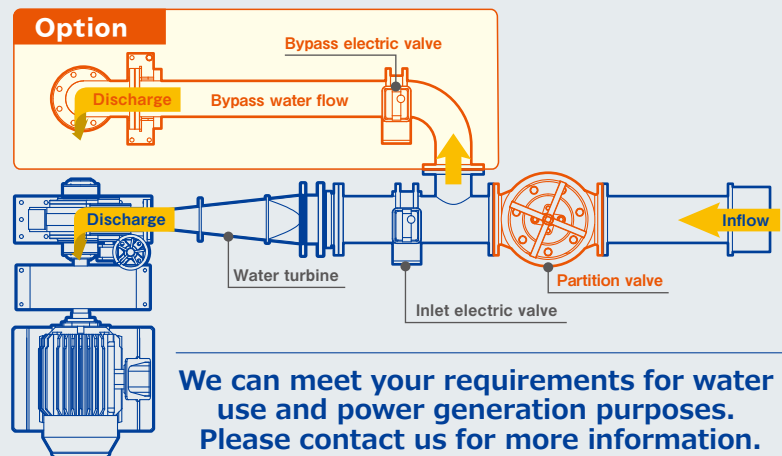 Option
Bypass electric valve
Discharge
Bypass water flow
Discharge
Inflow
Water turbine
Partition valve
Inlet electric valve
We can meet your requirements for water
use and power generation purposes.
Please contact us for more information.